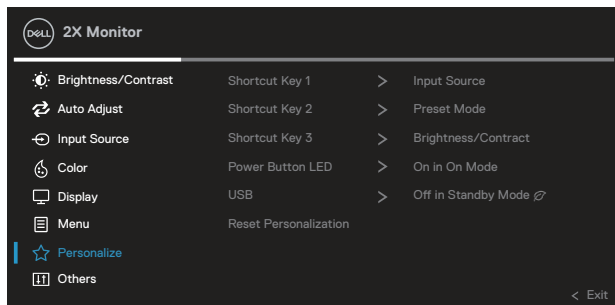 DELL 2X Monitor
Brightness/Contrast Shortcut Key 1 > Input Source
Auto Adjust Shortcut Key 2 > Preset Mode
Input Source Shortcut Key 3 > Brightness/Contract
Color Power Button LED > On in On Mode
Display USB > Off in Standby Mode
Menu Reset Personalization
Personalize
Others
< Exit